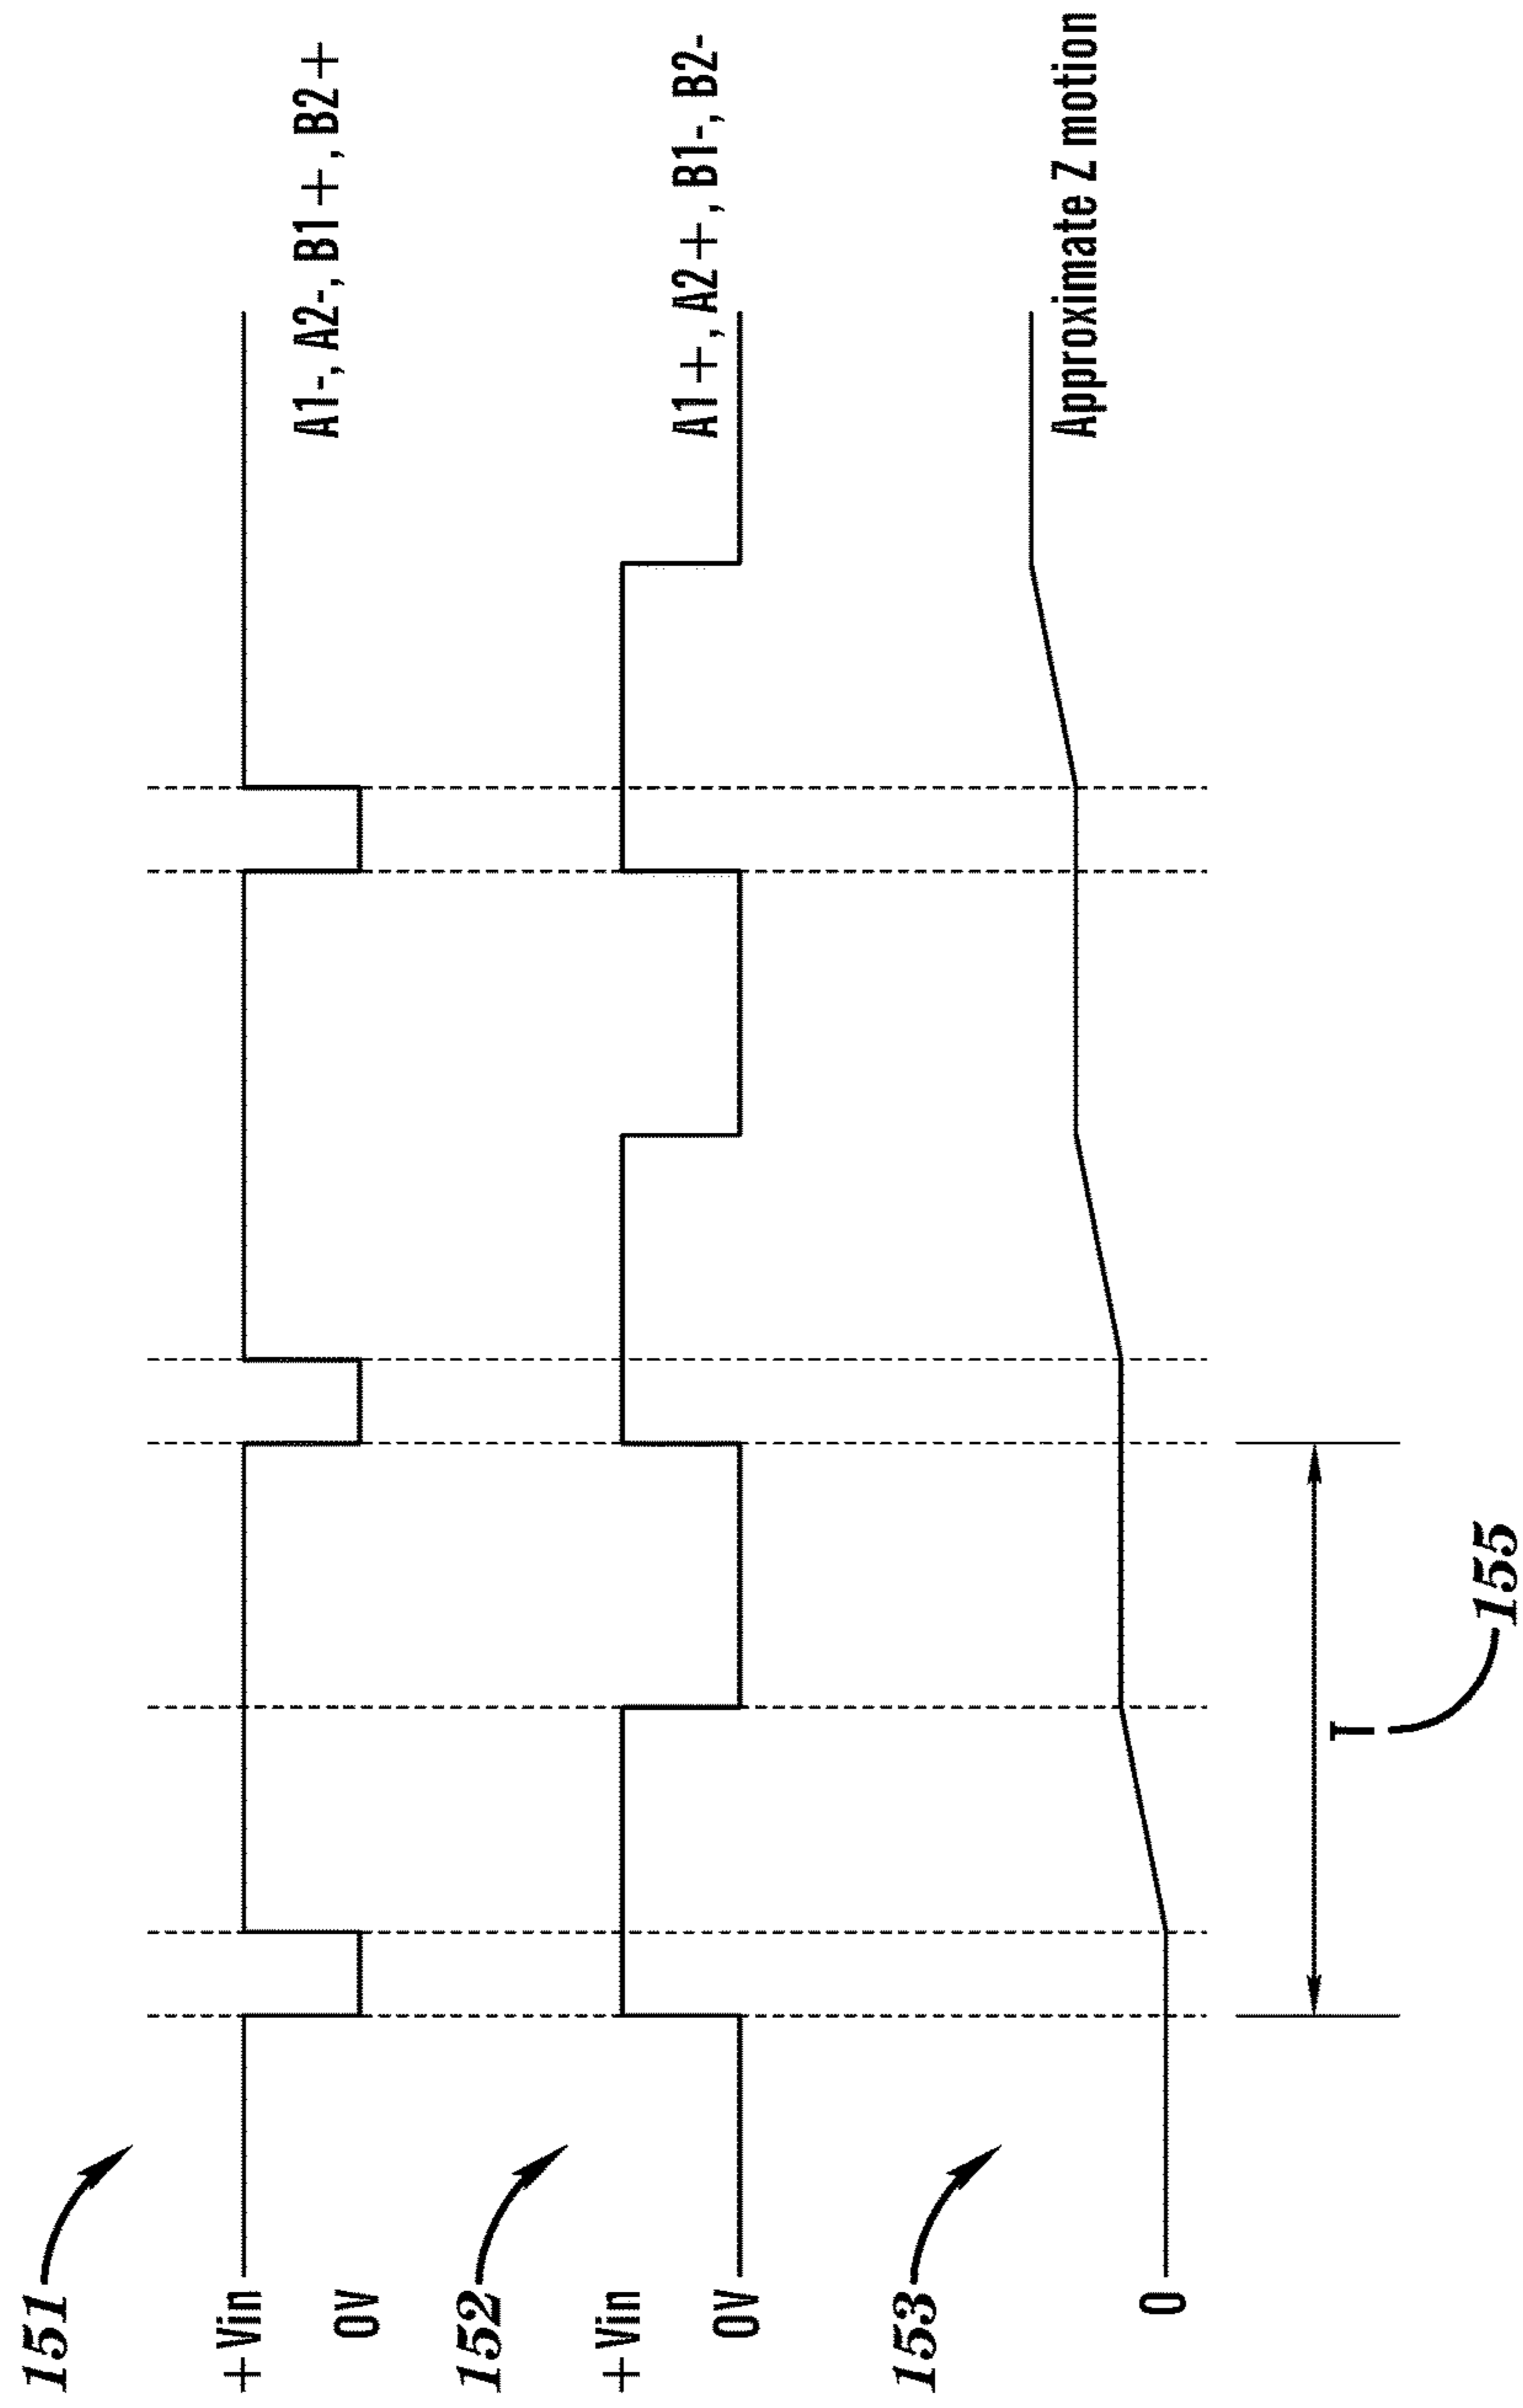 151
+Vin
0V
A1-, A2-, B1+, B2+
152
+Vin
0V
A1+, A2+, B1-, B2-
153
0
Approximate Z motion
T
155